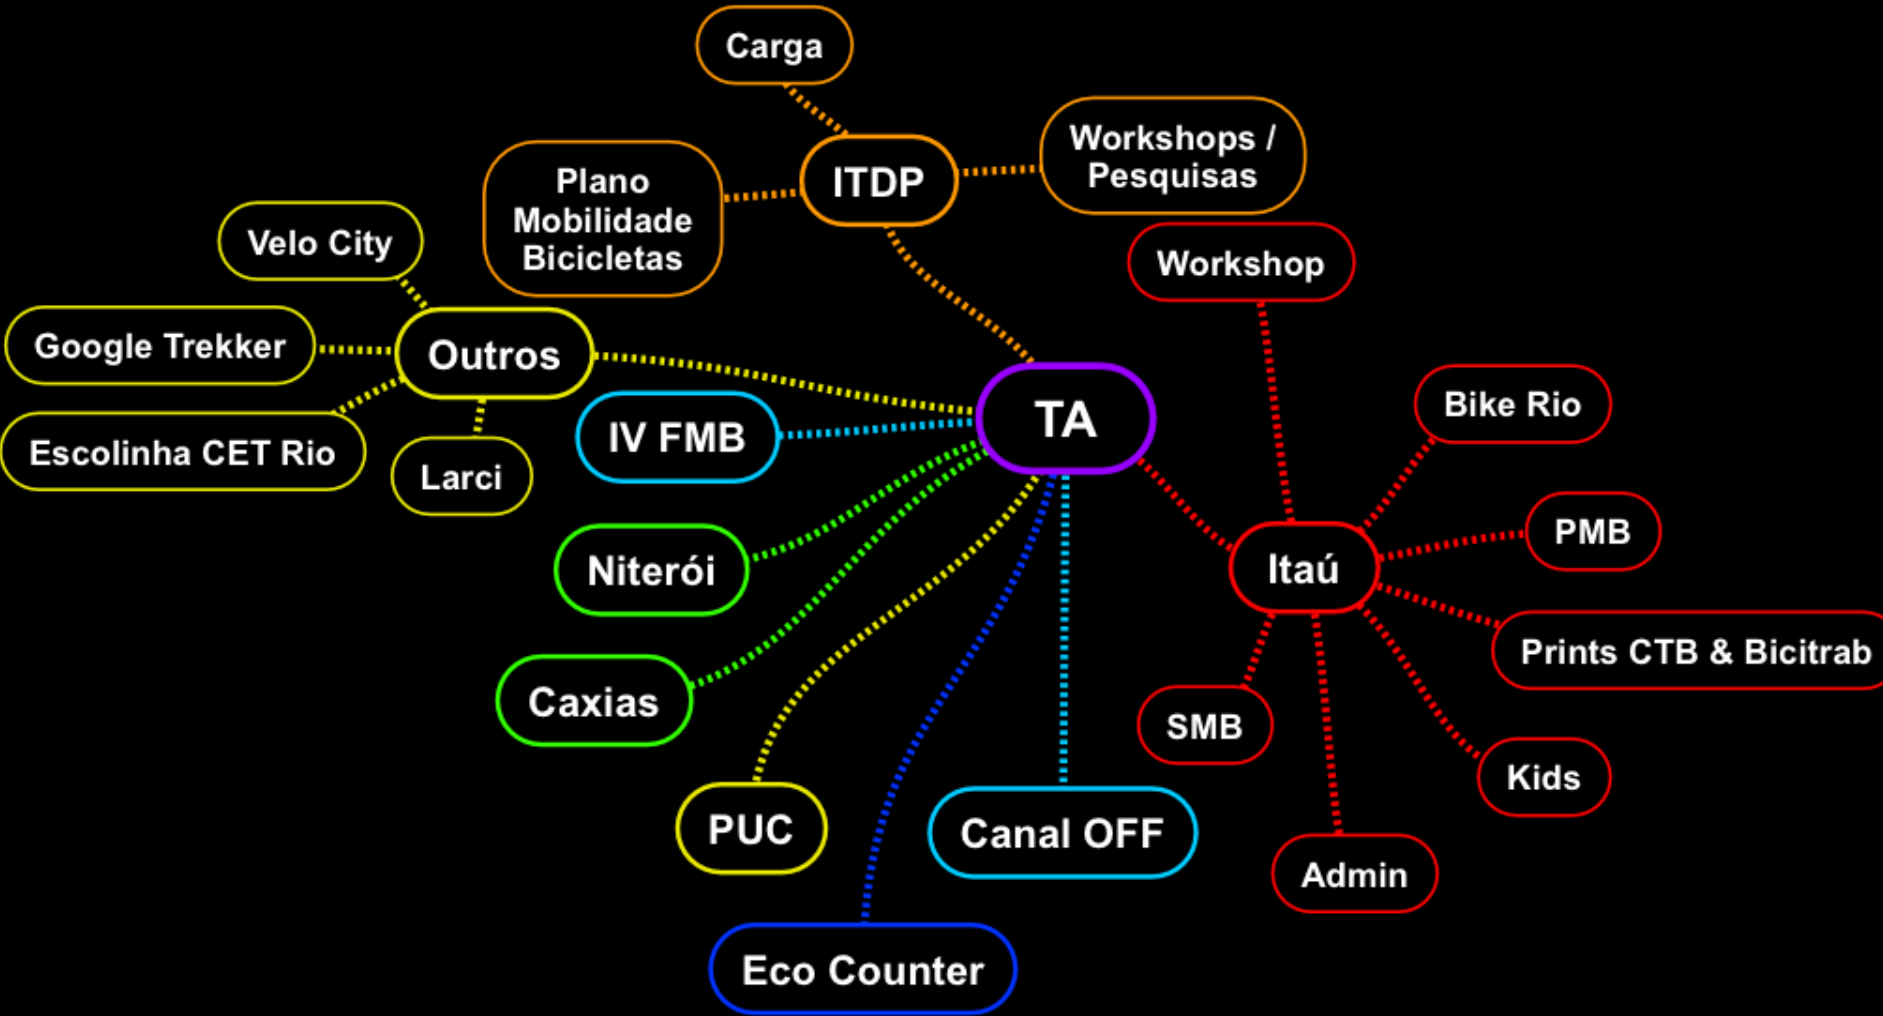 Carga
Workshops /
Pesquisas
ITDP
Plano
Mobilidade
Bicicletas
Velo City
Workshop
Google Trekker
Outros
TA
Bike Rio
IV FMB
Escolinha CET Rio
Larci
PMB
Niterói
Itaú
Prints CTB & Bicitrab
Caxias
SMB
Kids
PUC
Canal OFF
Admin
Eco Counter